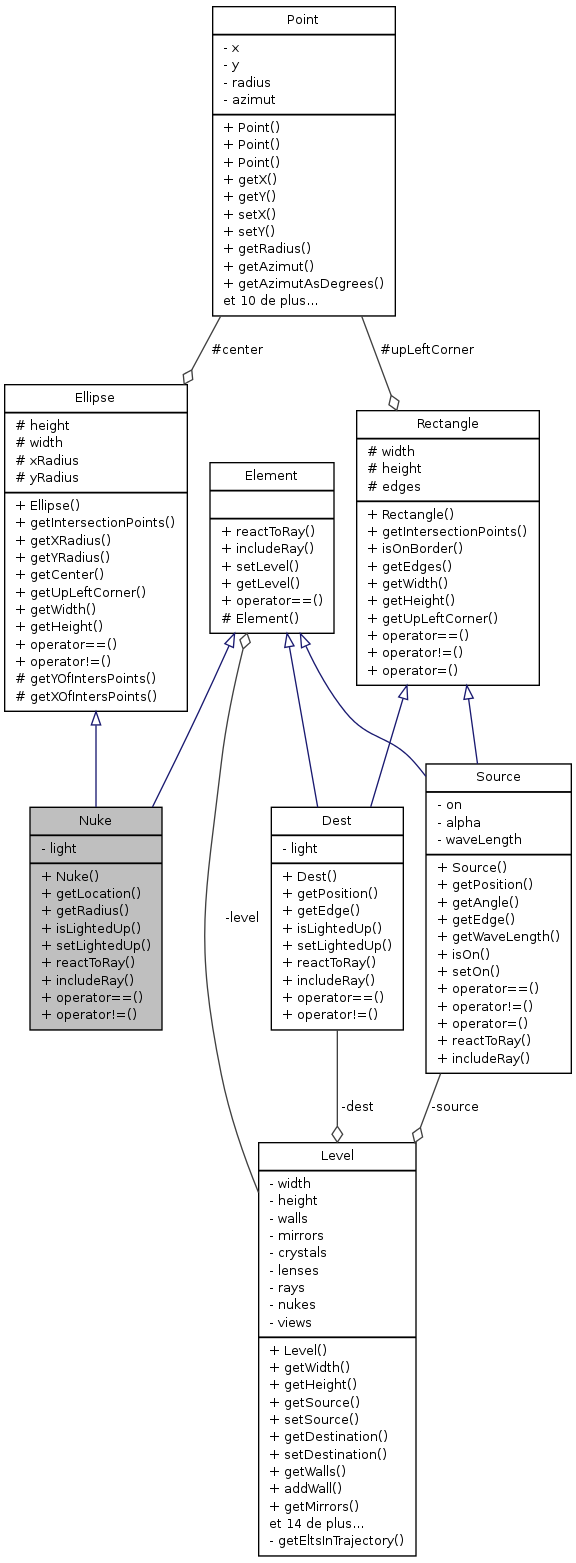 Point
- x
- y
- radius
- azimut
+ Point()
+ Point()
+ Point()
+ getX()
+ getY()
+ setX()
+ setY()
+ getRadius()
+ getAzimut()
+ getAzimutAsDegrees()
et 10 de plus...
#center
#upLeftCorner
Ellipse
# height
# width
# xRadius
# yRadius
+ Ellipse()
+ getIntersectionPoints()
+ getXRadius()
+ getYRadius()
+ getCenter()
+ getUpLeftCorner()
+ getWidth()
+ getHeight()
+ operator==()
+ operator!=()
# getYOfIntersPoints()
# getXOfIntersPoints()
Element
+ reactToRay()
+ includeRay()
+ setLevel()
+ getLevel()
+ operator==()
# Element()
Rectangle
# width
# height
# edges
+ Rectangle()
+ getIntersectionPoints()
+ isOnBorder()
+ getEdges()
+ getWidth()
+ getHeight()
+ getUpLeftCorner()
+ operator==()
+ operator!=()
+ operator=()
Nuke
- light
+ Nuke()
+ getLocation()
+ getRadius()
+ isLightedUp()
+ setLightedUp()
+ reactToRay()
+ includeRay()
+ operator==()
+ operator!=()
-level
Dest
- light
+ Dest()
+ getPosition()
+ getEdge()
+ isLightedUp()
+ setLightedUp()
+ reactToRay()
+ includeRay()
+ operator==()
+ operator!=()
Source
- on
- alpha
- waveLength
+ Source()
+ getPosition()
+ getAngle()
+ getEdge()
+ getWaveLength()
+ isOn()
+ setOn()
+ operator==()
+ operator!=()
+ operator=()
+ reactToRay()
+ includeRay()
-dest
-source
Level
- width
- height
- walls
- mirrors
- crystals
- lenses
- rays
- nukes
- views
+ Level()
+ getWidth()
+ getHeight()
+ getSource()
+ setSource()
+ getDestination()
+ setDestination()
+ getWalls()
+ addWall()
+ getMirrors()
et 14 de plus...
- getEltsInTrajectory()